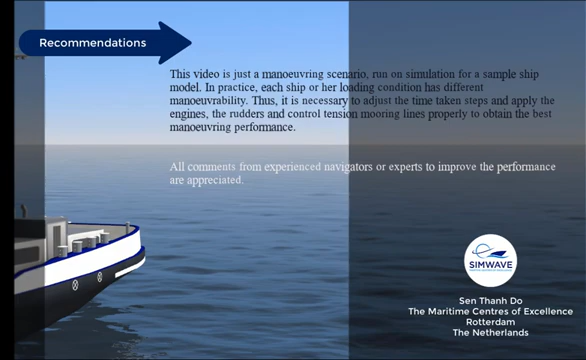 Recommendations
This video is just a manoeuvring scenario, run on simulation for a sample ship
model. In practice, each ship or her loading condition has different
manoeuvrability. Thus, it is necessary to adjust the time taken steps and apply the
engines, the rudders and control tension mooring lines properly to obtain the best
manoeuvring performance.
All comments from experienced navigators or experts to improve the performance
are appreciated.
SIMWAVE
Sen Thanh Do
The Maritime Centres of Excellence
Rotterdam
The Netherlands